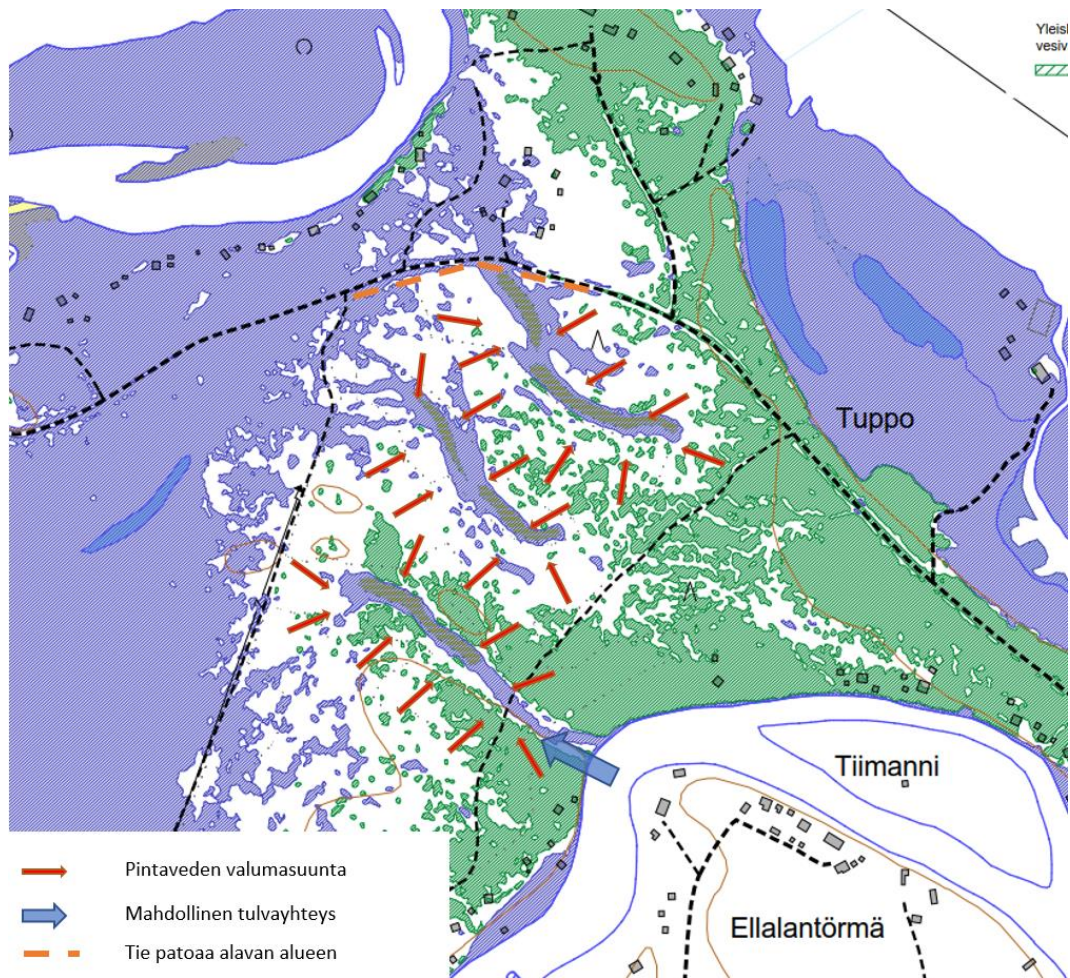 Tuppo
Tiimanni
Ellalantörmä
Pintaveden valumasuunta
Mahdollinen tulvayhteys
Tie patoaa alavan alueen